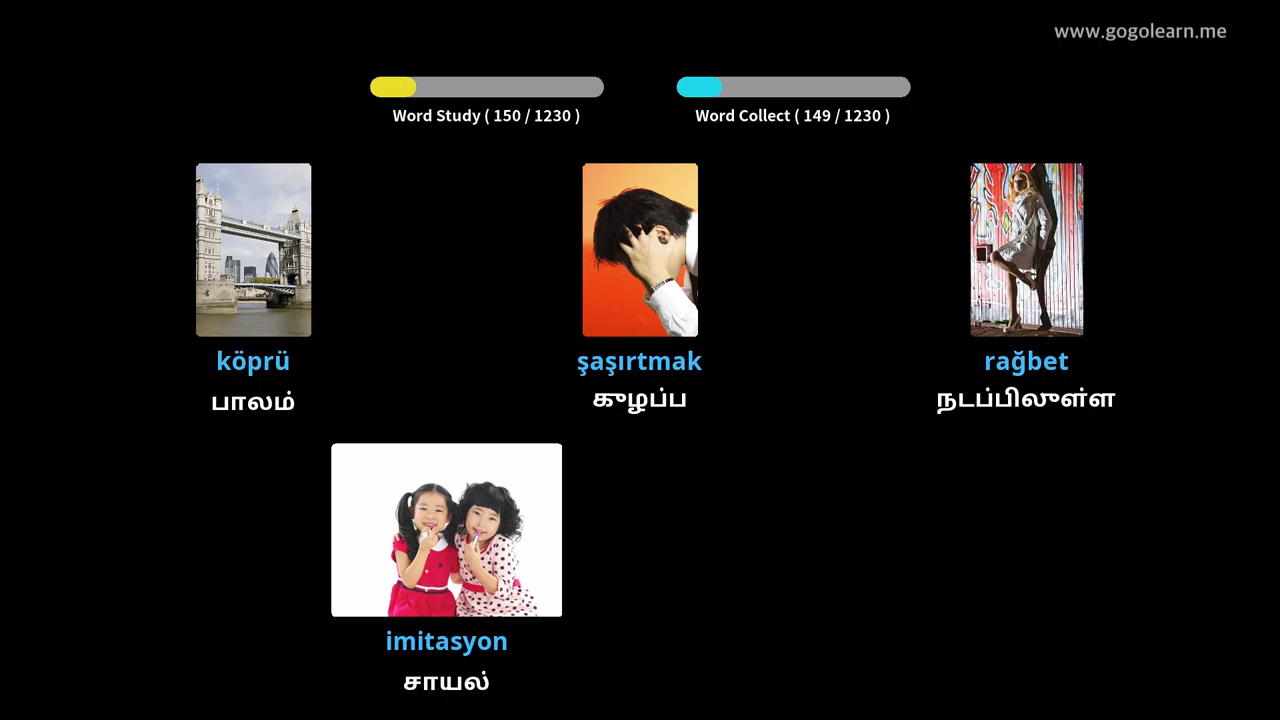 www.gogolearn.me
Word Study ( 150 / 1230 )
Word Collect ( 149 / 1230 )
köprü
şaşırtmak
rağbet
பாலம்
குழப்ப
நடப்பிலுள்ள
imitasyon
சாயல்